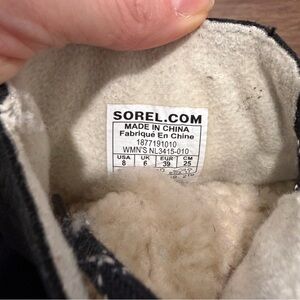 SOREL.COM
MADE IN CHINA
Fabriqué En Chine
1877191010
WMN'S NL3415-010
USA UK EUR CM
8 6 39 25